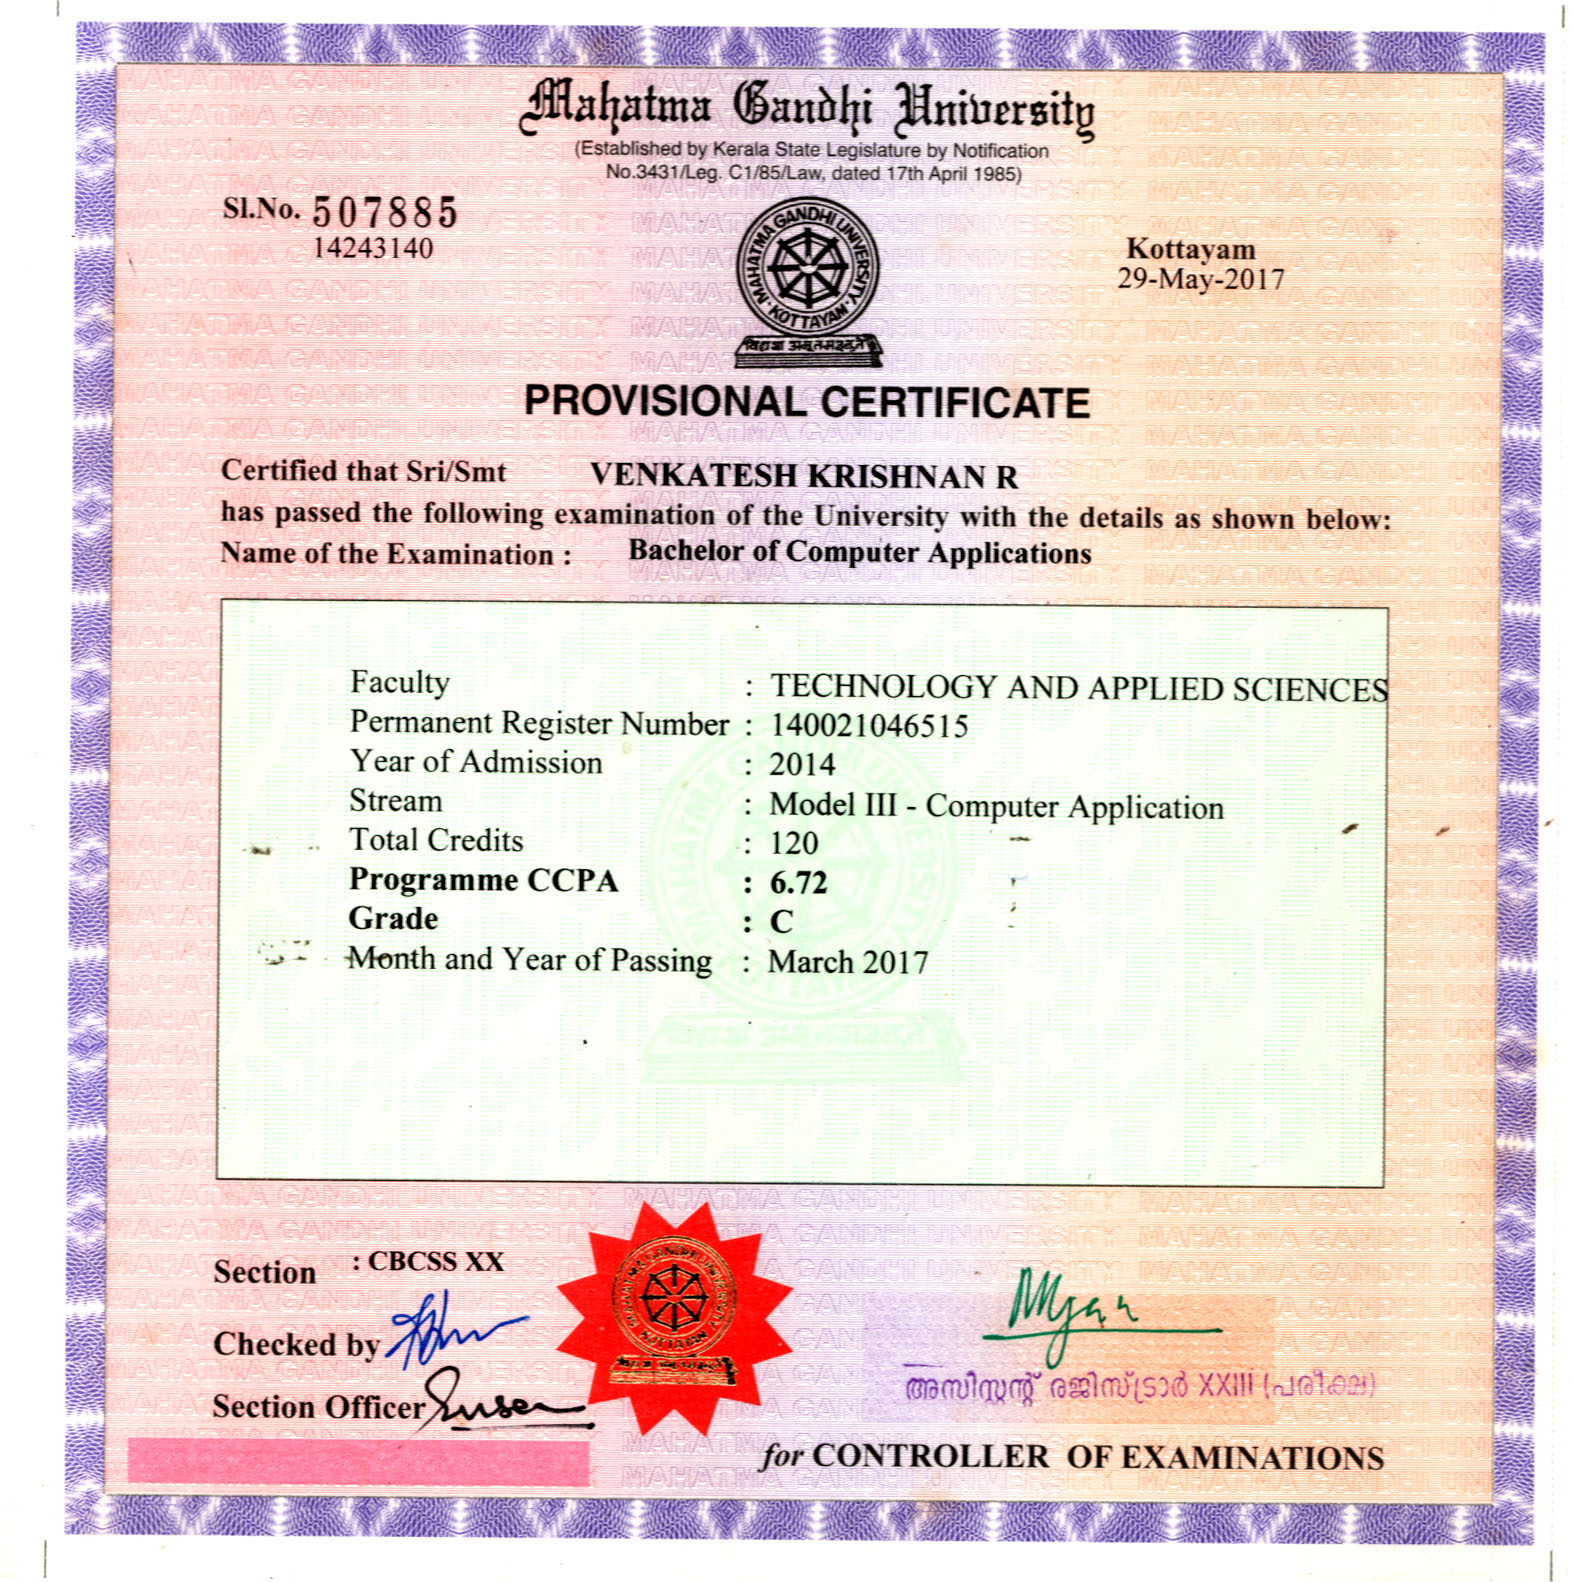 Mahatma Gandhi University
(Established by Kerala State Legislature by Notification
No.3431/Leg. C1/85/Law, dated 17th April 1985)
Sl.No. 507885
14243140
Kottayam
29-May-2017
MAHATMA GANDHI UNIVERSITY
KOTTAYAM
PROVISIONAL CERTIFICATE
Certified that Sri/Smt VENKATESH KRISHNAN R
has passed the following examination of the University with the details as shown below:
Name of the Examination : Bachelor of Computer Applications
Faculty : TECHNOLOGY AND APPLIED SCIENCES
Permanent Register Number : 140021046515
Year of Admission : 2014
Stream : Model III - Computer Application
Total Credits : 120
Programme CCPA : 6.72
Grade : C
Month and Year of Passing : March 2017
Section : CBCSS XX
Checked by
Section Officer
MAHATMA GANDHI UNIVERSITY
KOTTAYAM
അസിസ്റ്റന്റ് രജിസ്ട്രാർ XXIII (പരീക്ഷ)
for CONTROLLER OF EXAMINATIONS